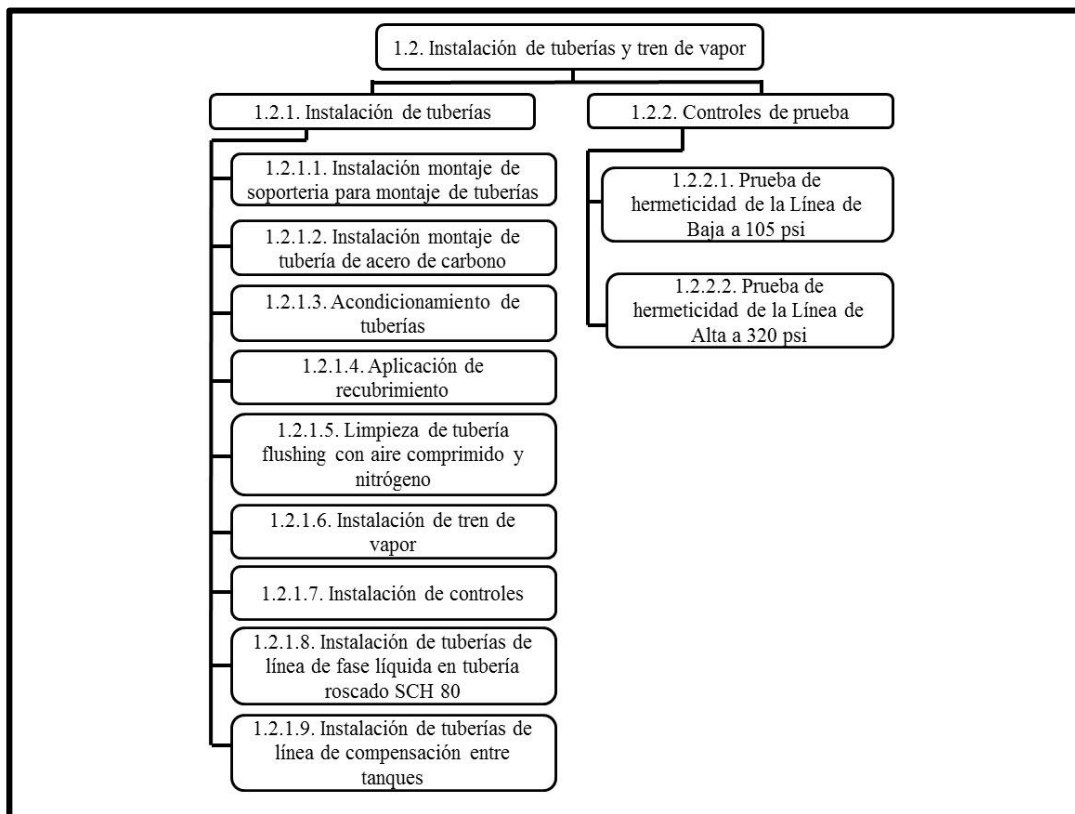 1.2. Instalación de tuberías y tren de vapor
1.2.1. Instalación de tuberías
1.2.1.1. Instalación montaje de
soporteria para montaje de tuberías
1.2.1.2. Instalación montaje de
tubería de acero de carbono
1.2.1.3. Acondicionamiento de
tuberías
1.2.1.4. Aplicación de
recubrimiento
1.2.1.5. Limpieza de tubería
flushing con aire comprimido y
nitrógeno
1.2.1.6. Instalación de tren de
vapor
1.2.1.7. Instalación de controles
1.2.1.8. Instalación de tuberías de
línea de fase líquida en tubería
roscado SCH 80
1.2.1.9. Instalación de tuberías de
línea de compensación entre
tanques
1.2.2. Controles de prueba
1.2.2.1. Prueba de
hermeticidad de la Línea de
Baja a 105 psi
1.2.2.2. Prueba de
hermeticidad de la Línea de
Alta a 320 psi